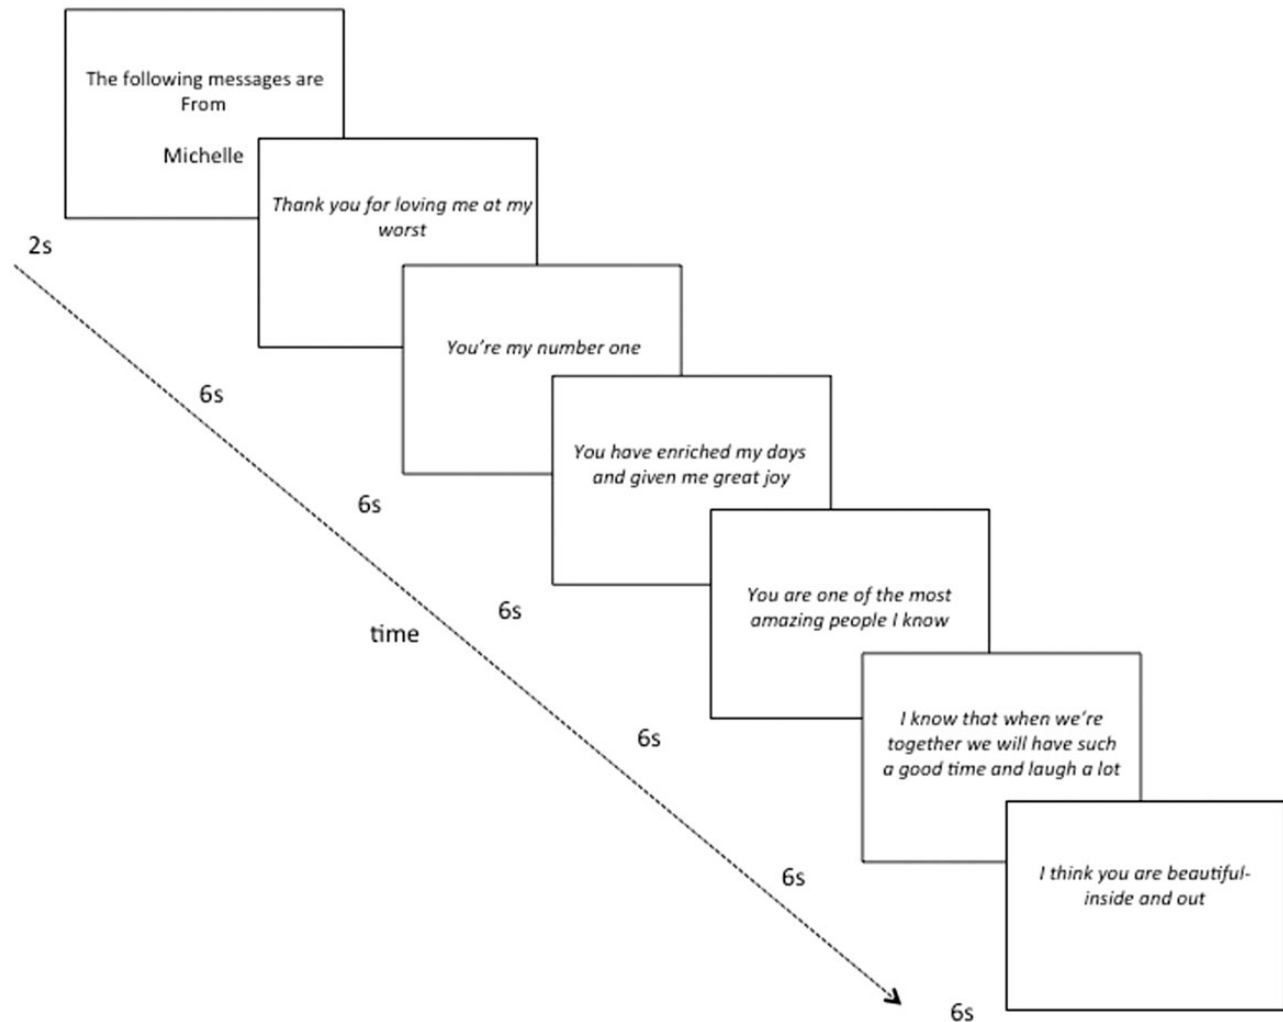 The following messages are
From
Michelle
Thank you for loving me at my
worst
2s
You're my number one
6s
You have enriched my days
and given me great joy
6s
You are one of the most
amazing people I know
6s
time
I know that when we're
together we will have such
a good time and laugh a lot
6s
I think you are beautiful-
inside and out
6s
6s